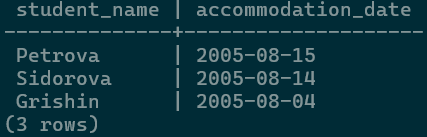 student_name | accommodation_date
--------------+--------------------
Petrova      | 2005-08-15
Sidorova     | 2005-08-14
Grishin      | 2005-08-04
(3 rows)